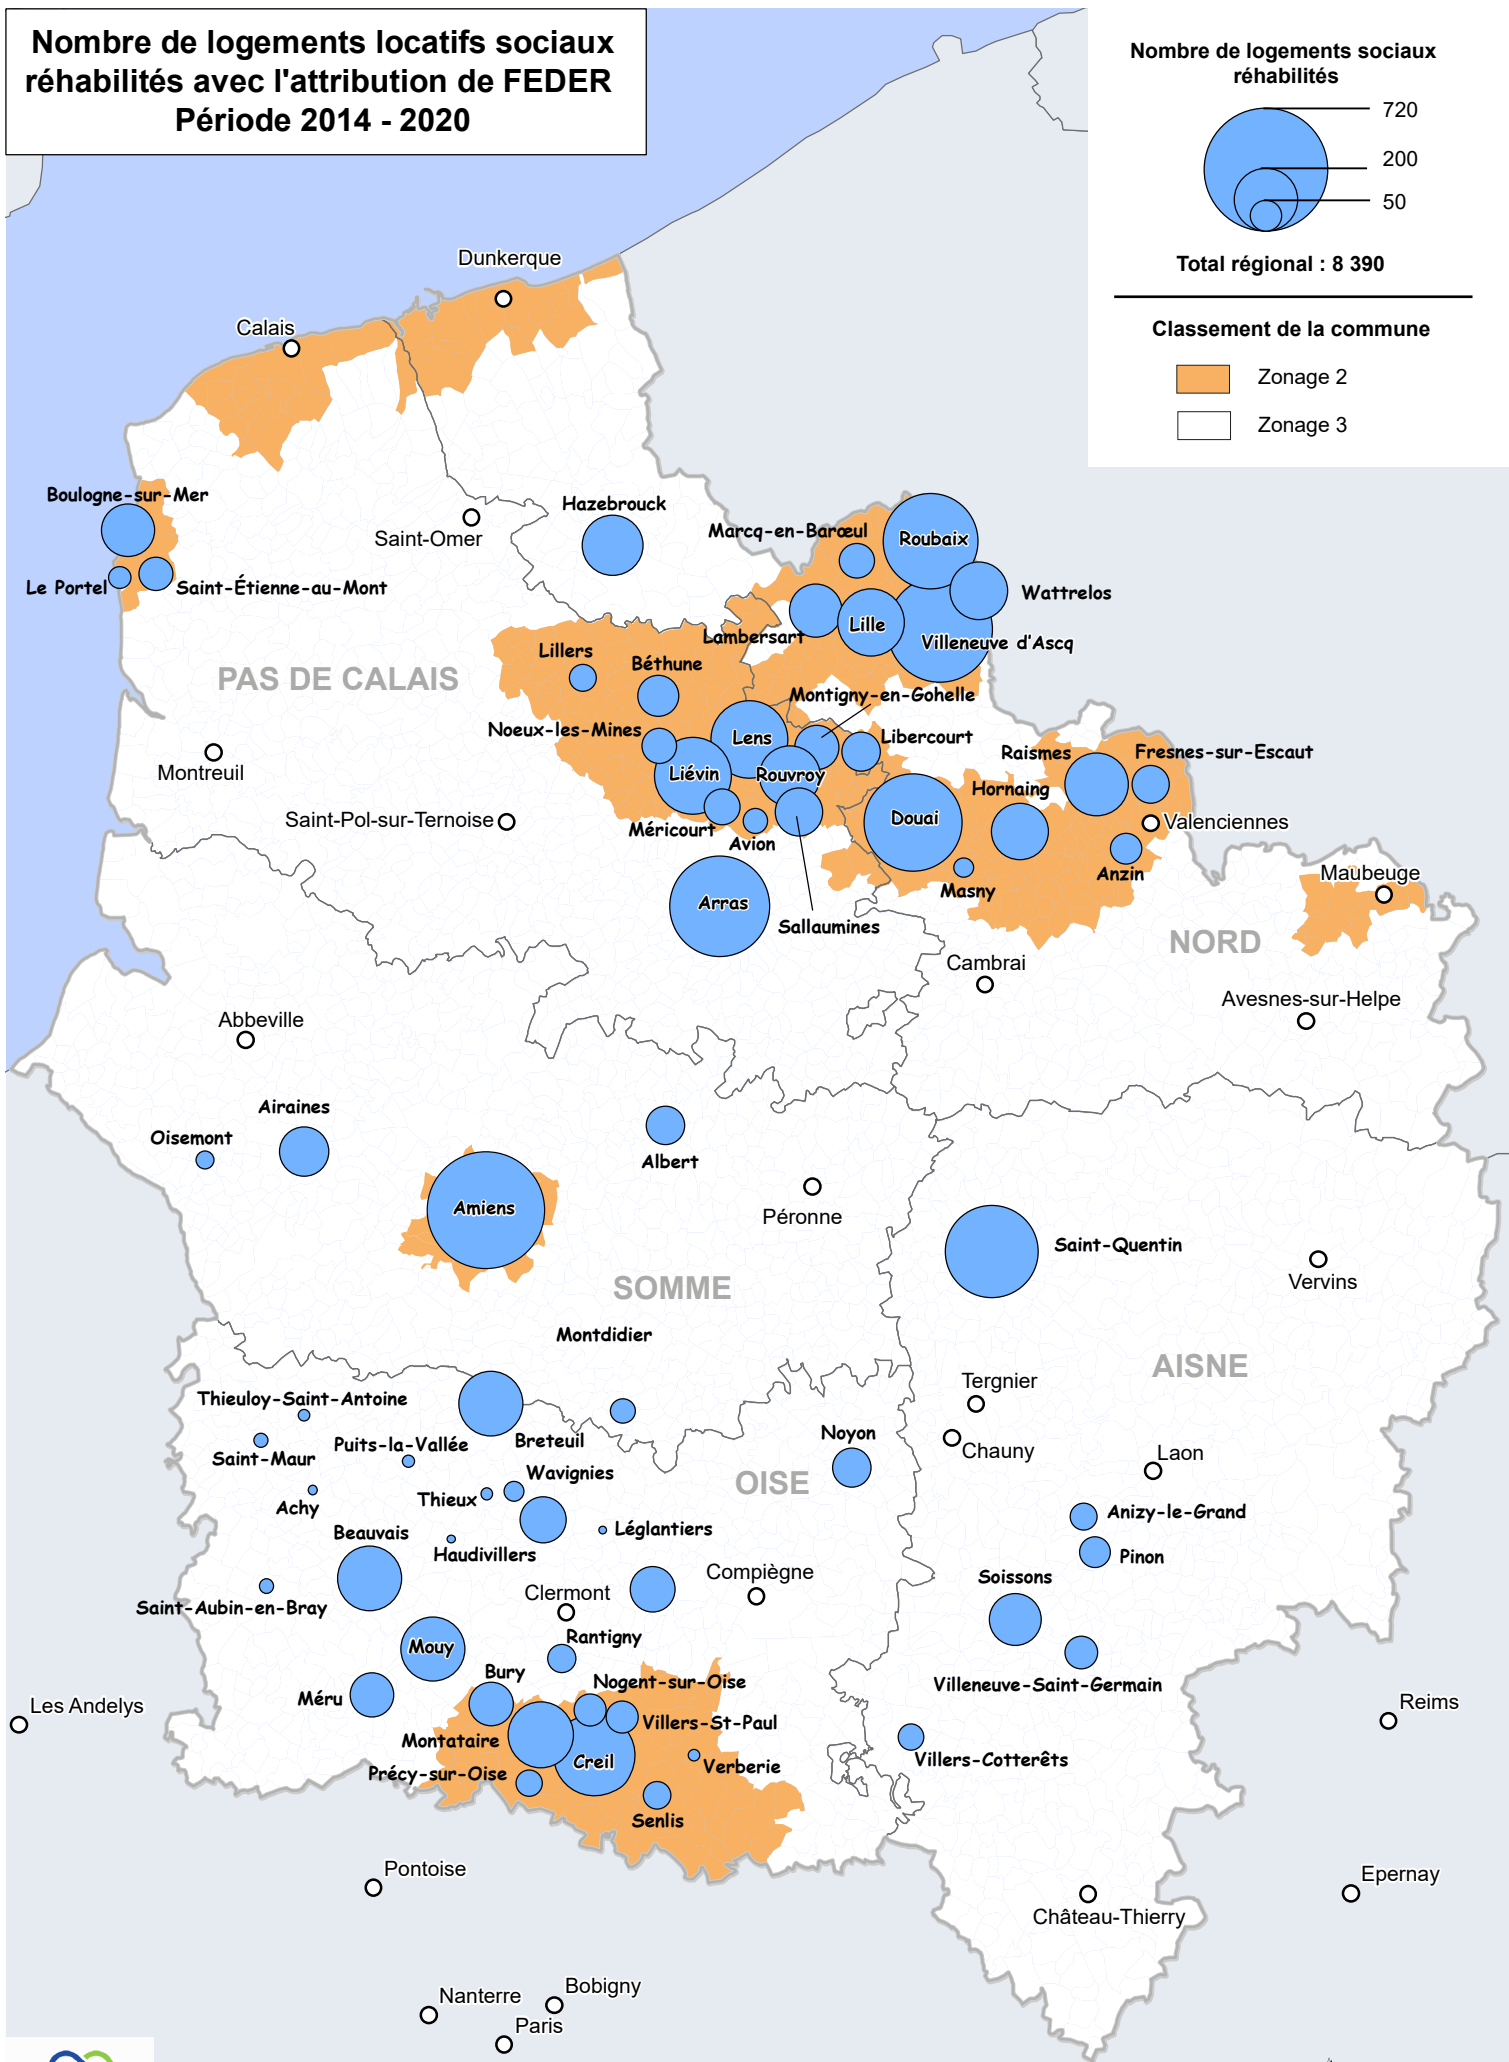 Nombre de logements locatifs sociaux
réhabilités avec l'attribution de FEDER
Période 2014 - 2020
Nombre de logements sociaux
réhabilités
720
200
50
Total régional : 8 390
Classement de la commune
Zonage 2
Zonage 3
Dunkerque
Calais
Boulogne-sur-Mer
Hazebrouck
Saint-Omer
Marcq-en-Barœul
Roubaix
Le Portel
Saint-Étienne-au-Mont
Wattrelos
Lambersart
Lille
Villeneuve d'Ascq
Lillers
Béthune
PAS DE CALAIS
Montigny-en-Gohelle
Noeux-les-Mines
Lens
Libercourt
Raismes
Fresnes-sur-Escaut
Montreuil
Liévin
Rouvroy
Hornaing
Saint-Pol-sur-Ternoise
Méricourt
Avion
Douai
Valenciennes
Masny
Anzin
Maubeuge
Arras
Sallaumines
NORD
Cambrai
Avesnes-sur-Helpe
Abbeville
Airaines
Oisemont
Albert
Amiens
Péronne
Saint-Quentin
Vervins
SOMME
Montdidier
AISNE
Tergnier
Thieuloy-Saint-Antoine
Saint-Maur
Puits-la-Vallée
Breteuil
Noyon
Chauny
Laon
Wavignies
OISE
Achy
Thieux
Anizy-le-Grand
Beauvais
Haudivillers
Léglantiers
Pinon
Saint-Aubin-en-Bray
Clermont
Compiègne
Soissons
Mouy
Rantigny
Bury
Nogent-sur-Oise
Villeneuve-Saint-Germain
Méru
Les Andelys
Reims
Montataire
Villers-St-Paul
Creil
Verberie
Villers-Cotterêts
Précy-sur-Oise
Senlis
Pontoise
Epernay
Château-Thierry
Nanterre
Bobigny
Paris